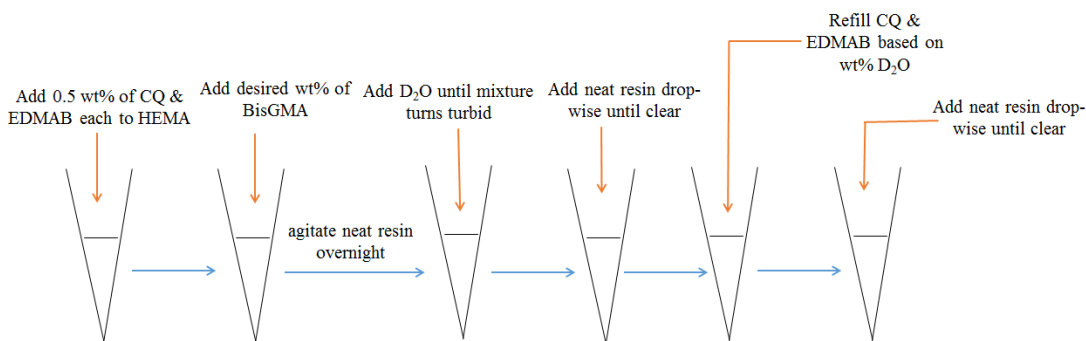 Add 0.5 wt% of CQ &
EDMAB each to HEMA
Add desired wt% of
BisGMA
agitate neat resin
overnight
Add D₂O until mixture
turns turbid
Add neat resin drop-
wise until clear
Refill CQ &
EDMAB based on
wt% D₂O
Add neat resin drop-
wise until clear